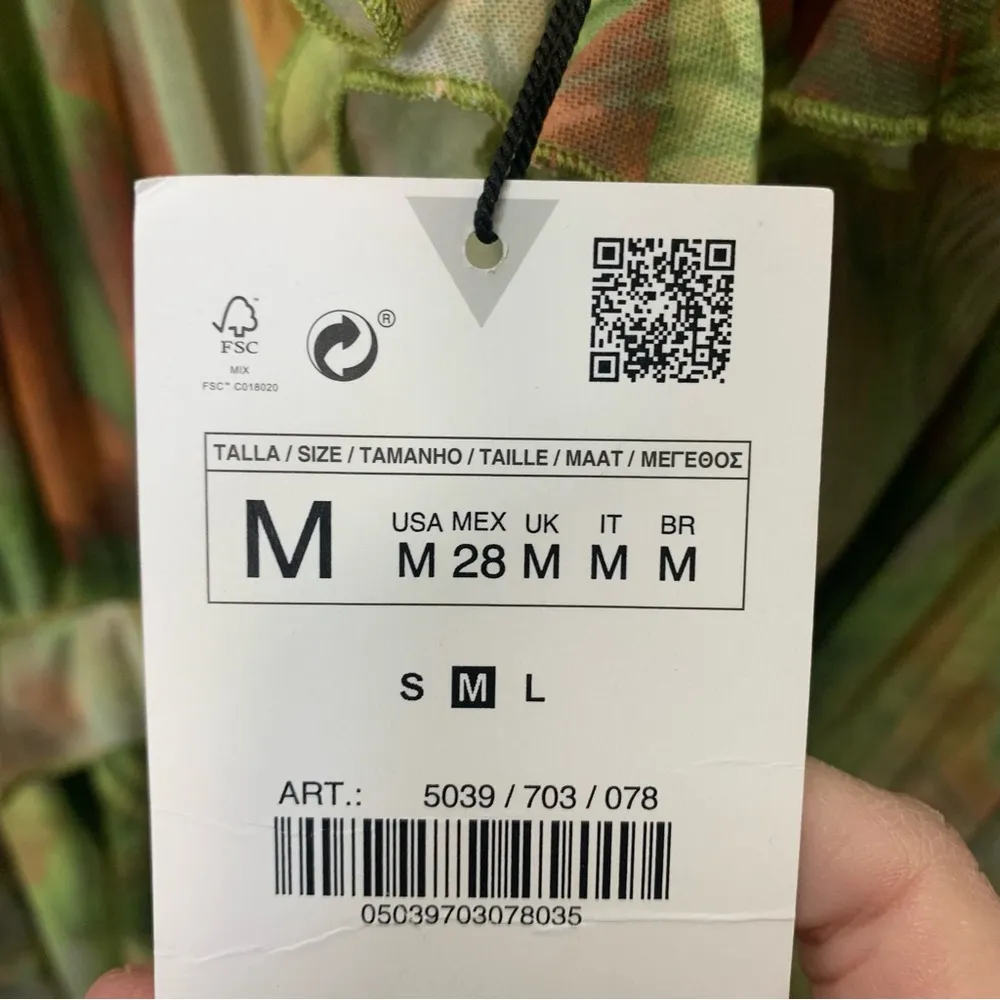 FSC™
MIX
FSC™ C018020
®
TALLA / SIZE / TAMANHO / TAILLE / MAAT / ΜΕΓΕΘΟΣ
M
USA MEX UK IT BR
M 28 M M M
S M L
ART.: 5039 / 703 / 078
05039703078035